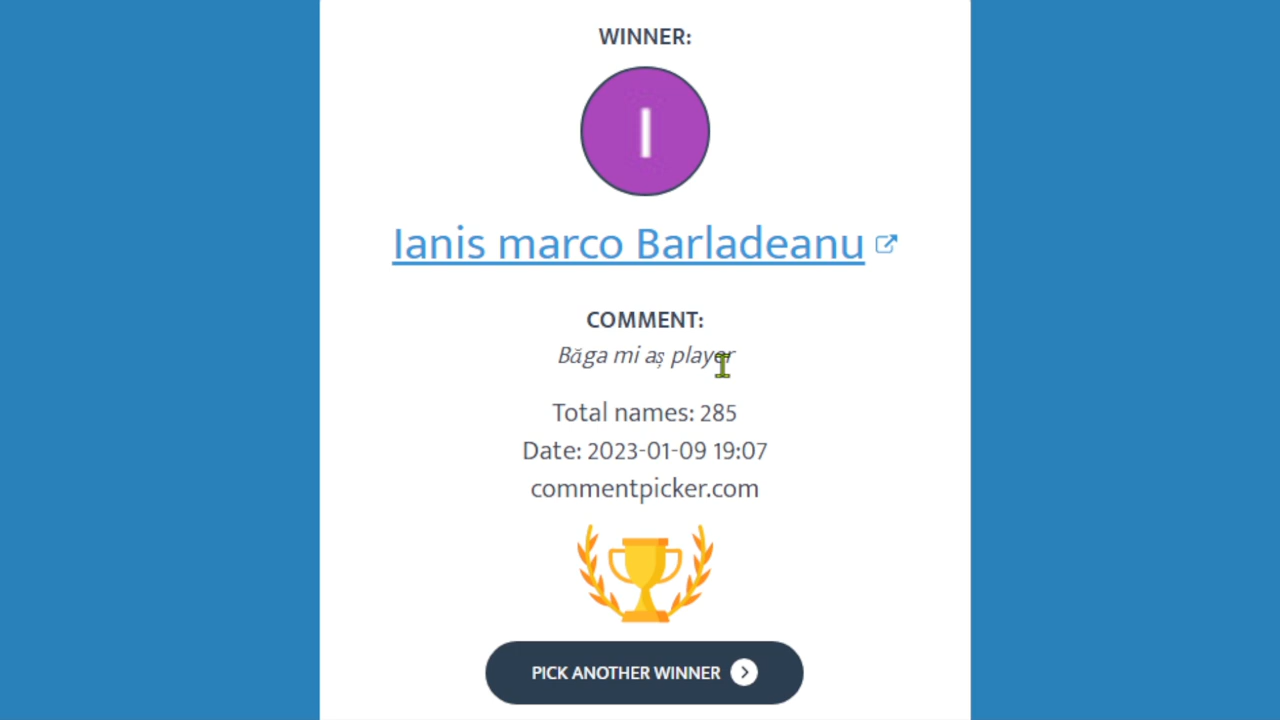 WINNER:
I
Ianis marco Barladeanu
COMMENT:
Băga mi aș player
Total names: 285
Date: 2023-01-09 19:07
commentpicker.com
PICK ANOTHER WINNER